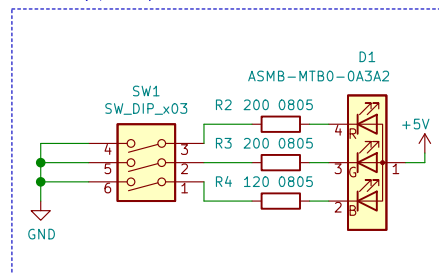 D1
ASMB-MTB0-0A3A2
SW1
SW_DIP_x03
R2 200 0805
+5V
4 3 4 R
R3 200 0805
5 2 3 G 1
R4 120 0805
6 1 2 B
GND